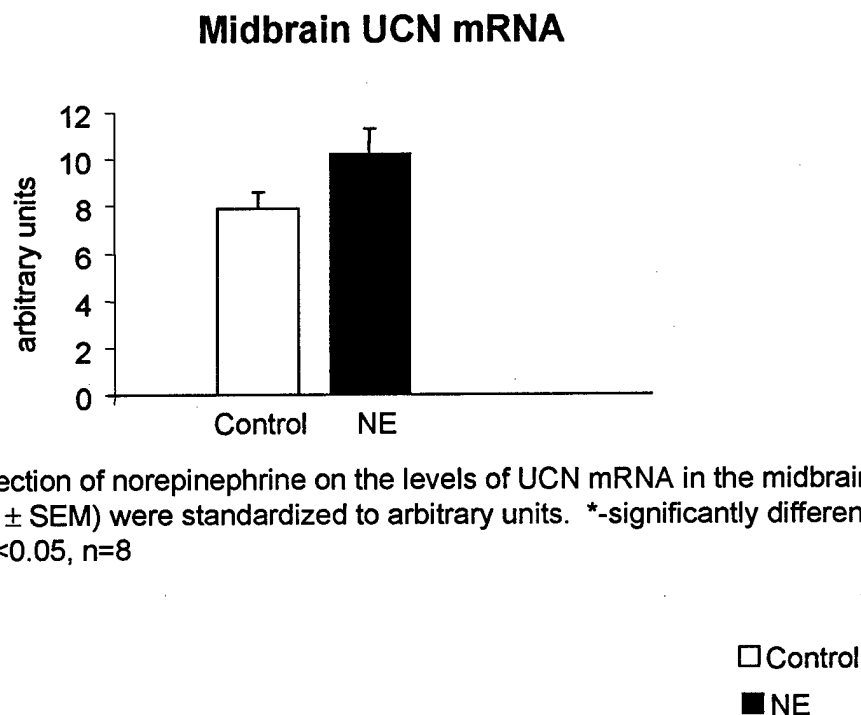 Midbrain UCN mRNA
12
10
8
6
4
2
0
arbitrary units
Control NE
ection of norepinephrine on the levels of UCN mRNA in the midbrain
± SEM) were standardized to arbitrary units. *-significantly differen
<0.05, n=8
Control
NE